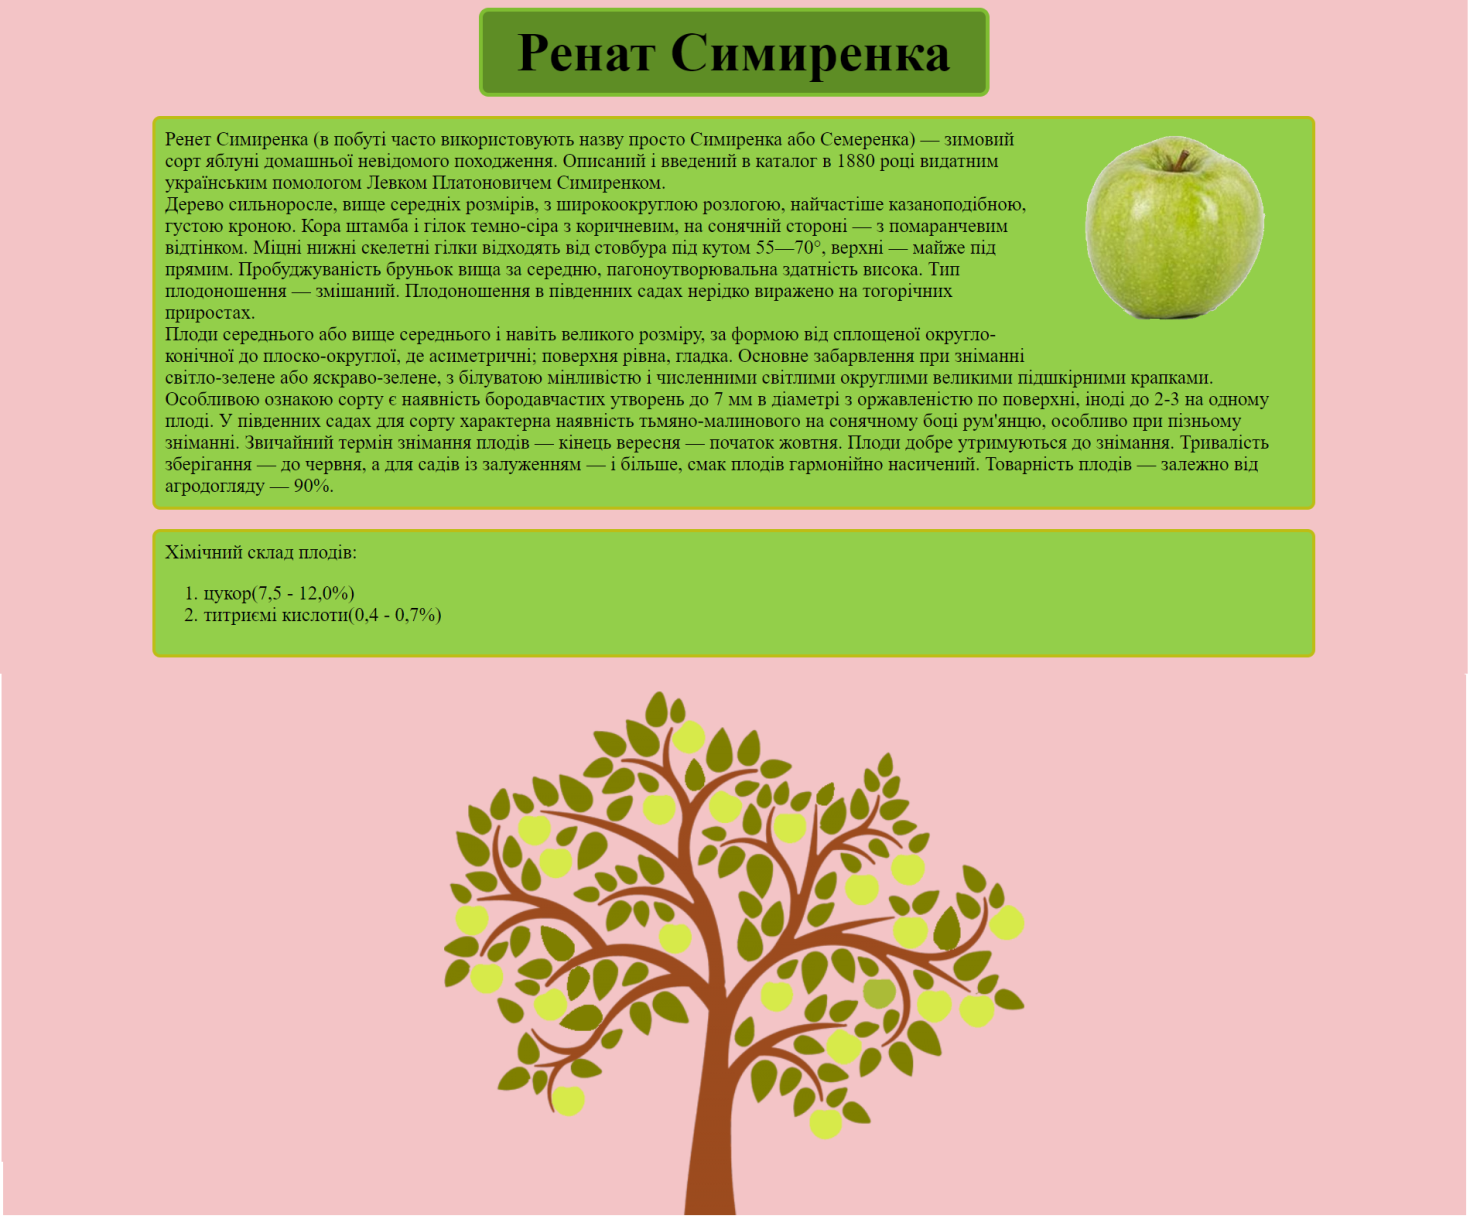 Ренат Симиренка
Ренет Симиренка (в побуті часто використовують назву просто Симиренка або Семеренка) — зимовий
сорт яблуні домашньої невідомого походження. Описаний і введений в каталог в 1880 році видатним
українським помологом Левком Платоновичем Симиренком.
Дерево сильноросле, вище середніх розмірів, з широкоокруглою розлогою, найчастіше казаноподібною,
густою кроною. Кора штамба і гілок темно-сіра з коричневим, на сонячній стороні — з помаранчевим
відтінком. Міцні нижні скелетні гілки відходять від стовбура під кутом 55—70°, верхні — майже під
прямим. Пробуджуваність бруньок вища за середню, пагоноутворювальна здатність висока. Тип
плодоношення — змішаний. Плодоношення в південних садах нерідко виражено на тогорічних
приростах.
Плоди середнього або вище середнього і навіть великого розміру, за формою від сплощеної округло-
конічної до плоско-округлої, де асиметричні; поверхня рівна, гладка. Основне забарвлення при зніманні
світло-зелене або яскраво-зелене, з білуватою мінливістю і численними світлими округлими великими підшкірними крапками.
Особливою ознакою сорту є наявність бородавчастих утворень до 7 мм в діаметрі з оржавленістю по поверхні, іноді до 2-3 на одному
плоді. У південних садах для сорту характерна наявність тьмяно-малинового на сонячному боці рум'янцю, особливо при пізньому
зніманні. Звичайний термін знімання плодів — кінець вересня — початок жовтня. Плоди добре утримуються до знімання. Тривалість
зберігання — до червня, а для садів із залуженням — і більше, смак плодів гармонійно насичений. Товарність плодів — залежно від
агродогляду — 90%.
Хімічний склад плодів:
1. цукор(7,5 - 12,0%)
2. титриємі кислоти(0,4 - 0,7%)